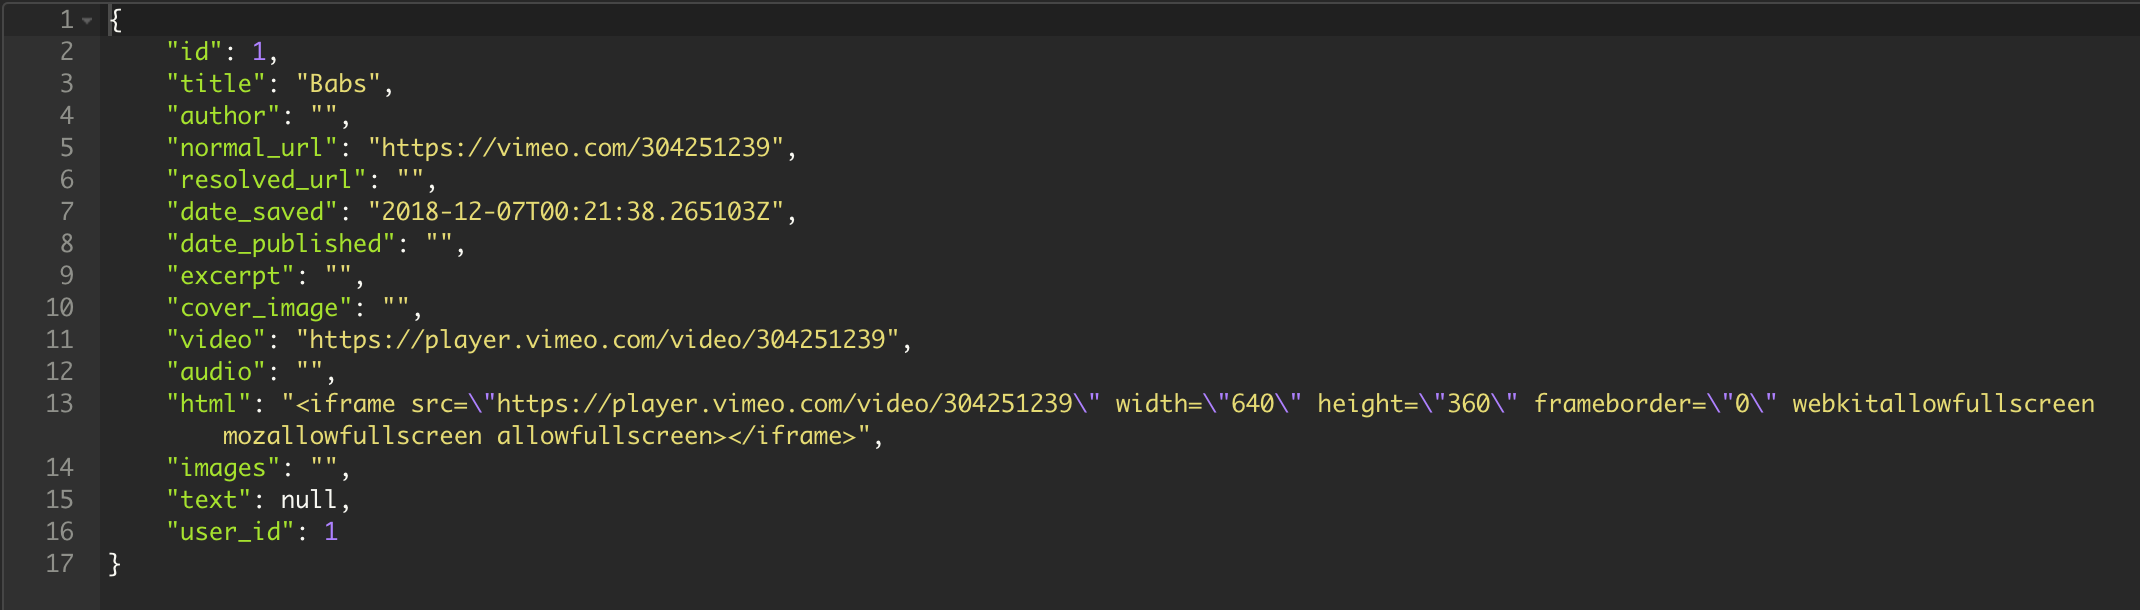 1 {
2 "id": 1,
3 "title": "Babs",
4 "author": "",
5 "normal_url": "https://vimeo.com/304251239",
6 "resolved_url": "",
7 "date_saved": "2018-12-07T00:21:38.265103Z",
8 "date_published": "",
9 "excerpt": "",
10 "cover_image": "",
11 "video": "https://player.vimeo.com/video/304251239",
12 "audio": "",
13 "html": "<iframe src=\"https://player.vimeo.com/video/304251239\" width=\"640\" height=\"360\" frameborder=\"0\" webkitallowfullscreen
mozallowfullscreen allowfullscreen></iframe>",
14 "images": "",
15 "text": null,
16 "user_id": 1
17 }